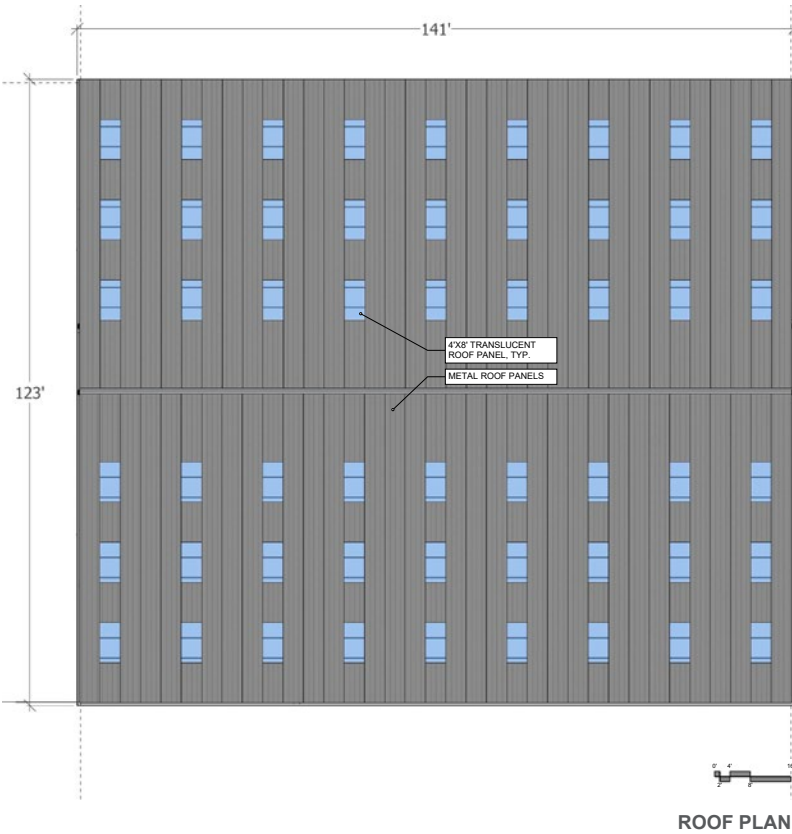 141'
4'X8' TRANSLUCENT
ROOF PANEL, TYP.
METAL ROOF PANELS
123'
0' 4'
2' 8'
ROOF PLAN